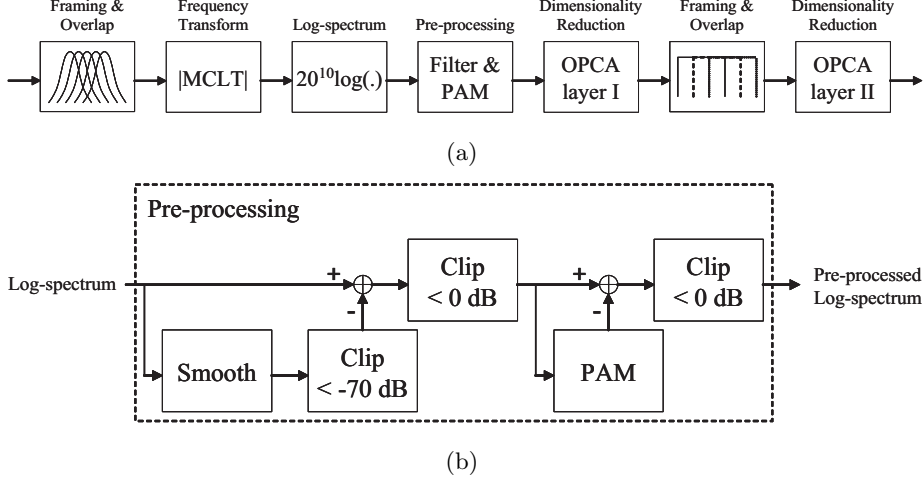 Framing & Overlap
Frequency Transform
Log-spectrum
Pre-processing
Dimensionality Reduction
Framing & Overlap
Dimensionality Reduction
|MCLT|
20¹⁰log(.)
Filter & PAM
OPCA layer I
OPCA layer II
(a)
Pre-processing
Log-spectrum
+
-
Clip < 0 dB
+
-
Clip < 0 dB
Pre-processed Log-spectrum
Smooth
Clip < -70 dB
PAM
(b)